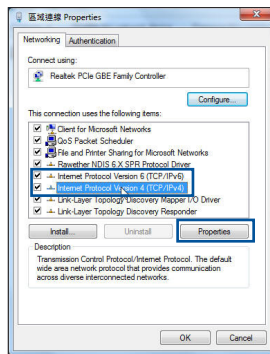 區域連線 Properties
Networking Authentication
Connect using:
Realtek PCIe GBE Family Controller
Configure...
This connection uses the following items:
Client for Microsoft Networks
QoS Packet Scheduler
File and Printer Sharing for Microsoft Networks
Rawether NDIS 6.X SPR Protocol Driver
Internet Protocol Version 6 (TCP/IPv6)
Internet Protocol Version 4 (TCP/IPv4)
Link-Layer Topology Discovery Mapper I/O Driver
Link-Layer Topology Discovery Responder
Install... Uninstall Properties
Description
Transmission Control Protocol/Internet Protocol. The default
wide area network protocol that provides communication
across diverse interconnected networks.
OK Cancel